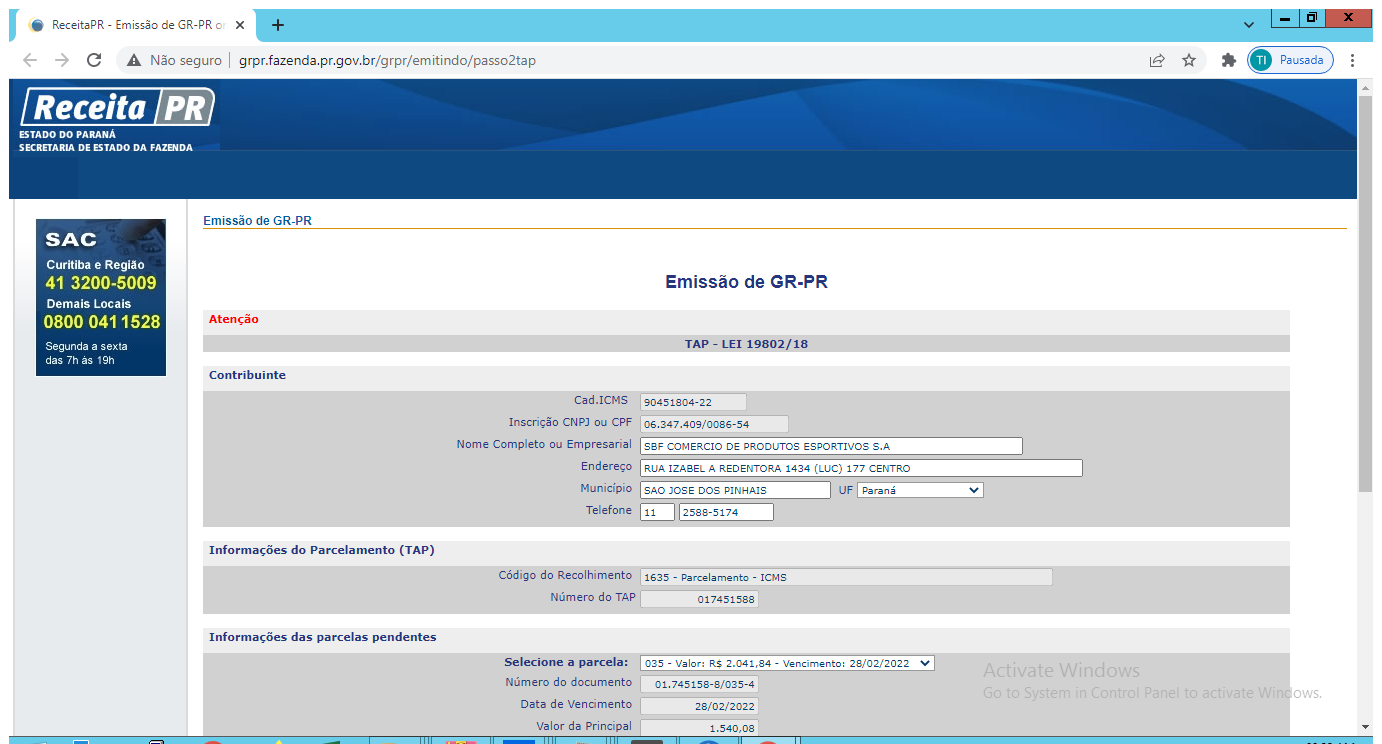 ReceitaPR - Emissão de GR-PR on
Não seguro grpr.fazenda.pr.gov.br/grpr/emitindo/passo2tap
TI Pausada
Receita PR
ESTADO DO PARANÁ
SECRETARIA DE ESTADO DA FAZENDA
SAC
Curitiba e Região
41 3200-5009
Demais Locais
0800 041 1528
Segunda a sexta
das 7h às 19h
Emissão de GR-PR
Emissão de GR-PR
Atenção
TAP - LEI 19802/18
Contribuinte
Cad.ICMS 90451804-22
Inscrição CNPJ ou CPF 06.347.409/0086-54
Nome Completo ou Empresarial SBF COMERCIO DE PRODUTOS ESPORTIVOS S.A
Endereço RUA IZABEL A REDENTORA 1434 (LUC) 177 CENTRO
Município SAO JOSE DOS PINHAIS UF Paraná
Telefone 11 2588-5174
Informações do Parcelamento (TAP)
Código do Recolhimento 1635 - Parcelamento - ICMS
Número do TAP 017451588
Informações das parcelas pendentes
Selecione a parcela: 035 - Valor: R$ 2.041,84 - Vencimento: 28/02/2022
Número do documento 01.745158-8/035-4
Data de Vencimento 28/02/2022
Valor da Principal 1.540,08
Activate Windows
Go to System in Control Panel to activate Windows.